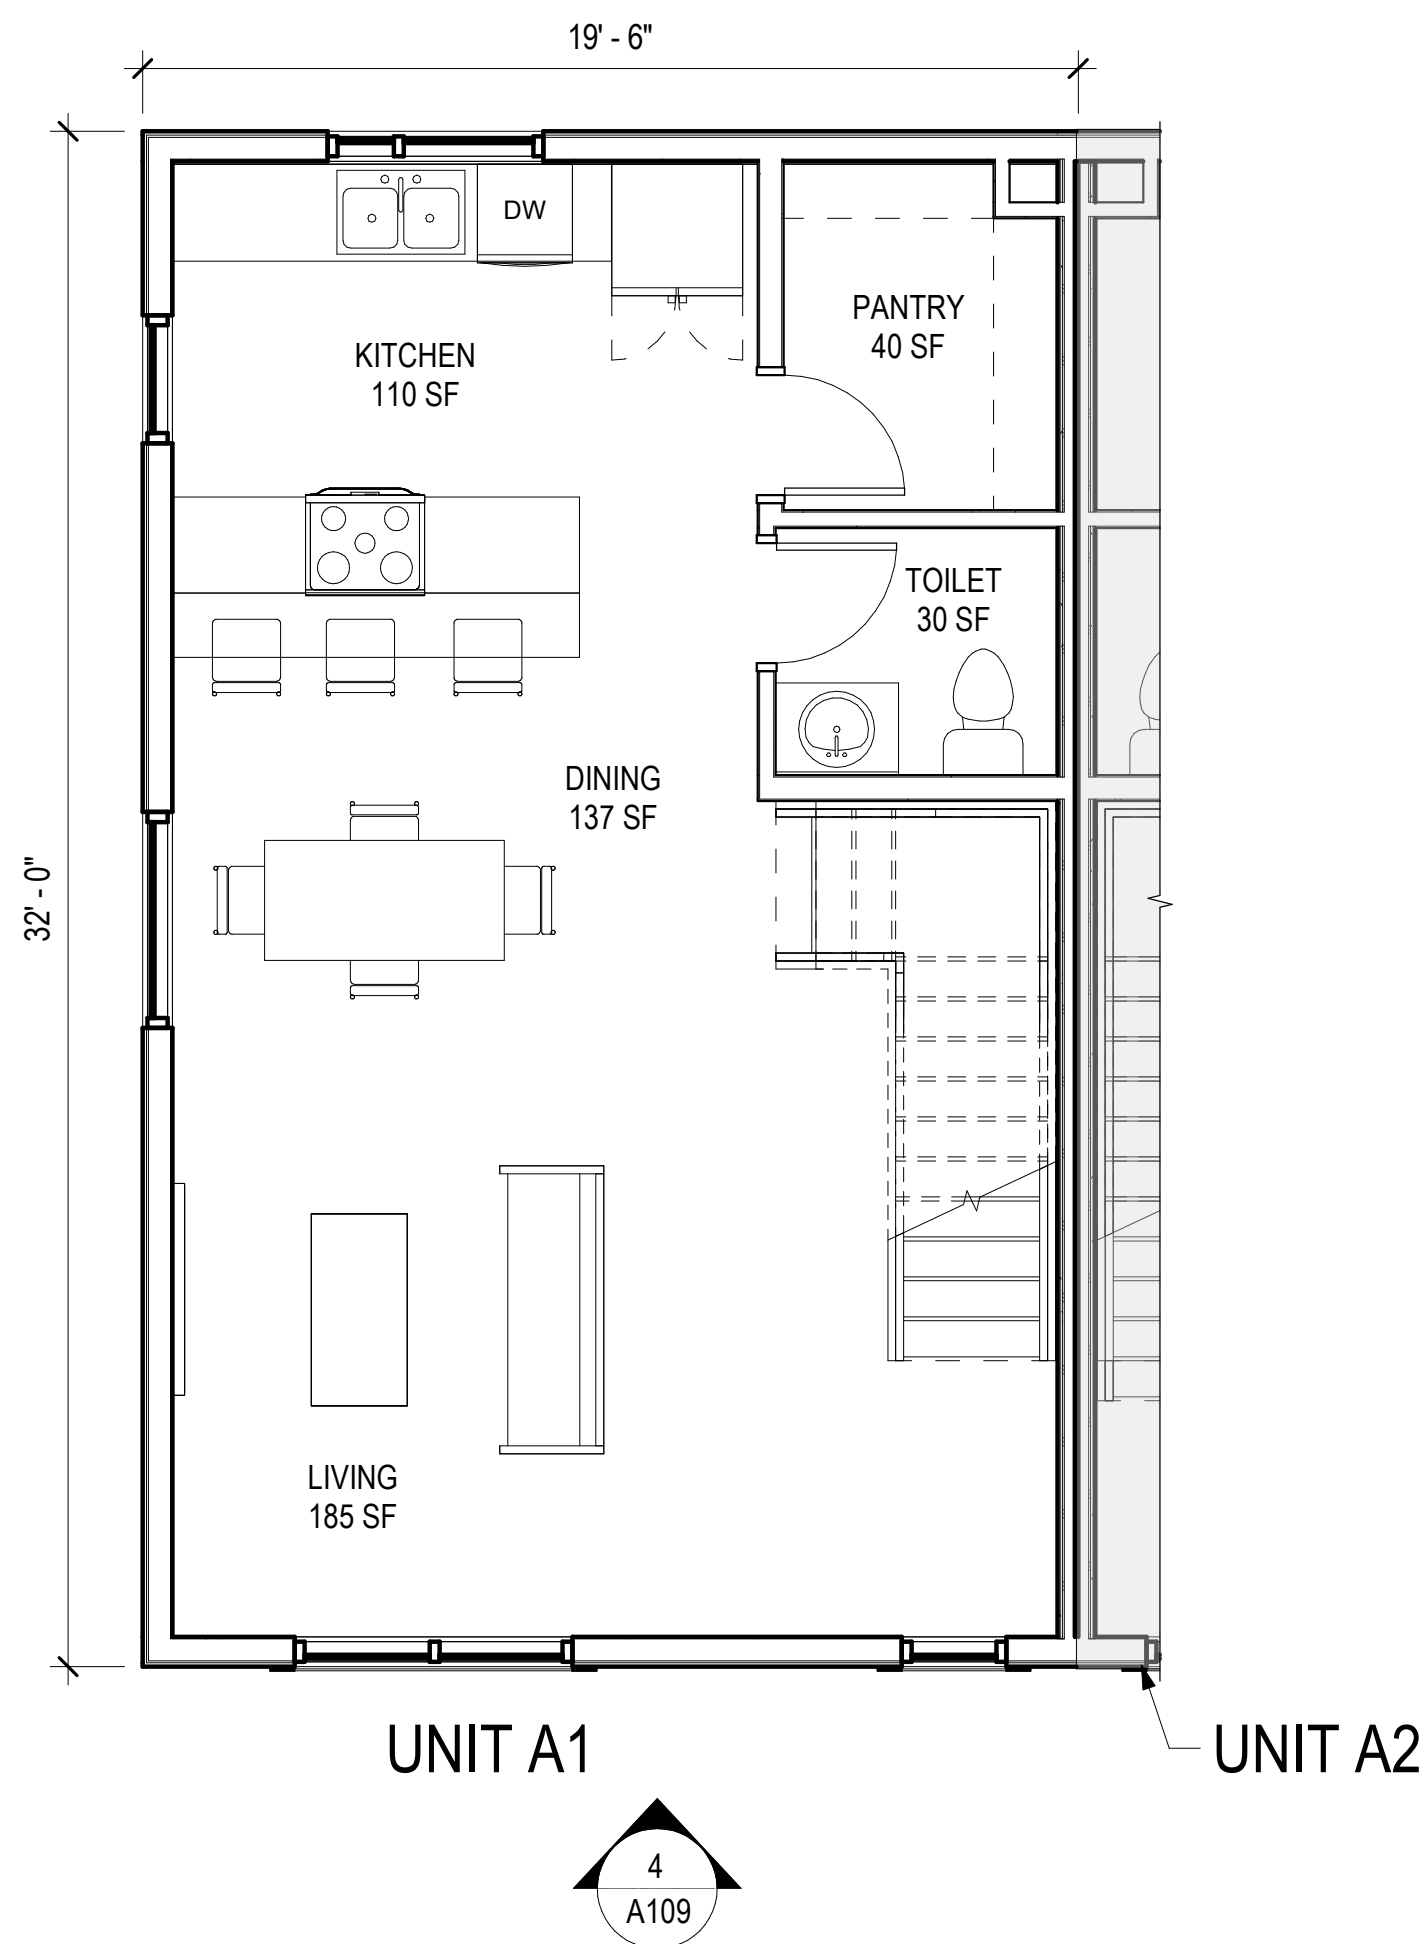 19' - 6"
DW
PANTRY
40 SF
KITCHEN
110 SF
TOILET
30 SF
DINING
137 SF
32' - 0"
LIVING
185 SF
UNIT A1
UNIT A2
4
A109